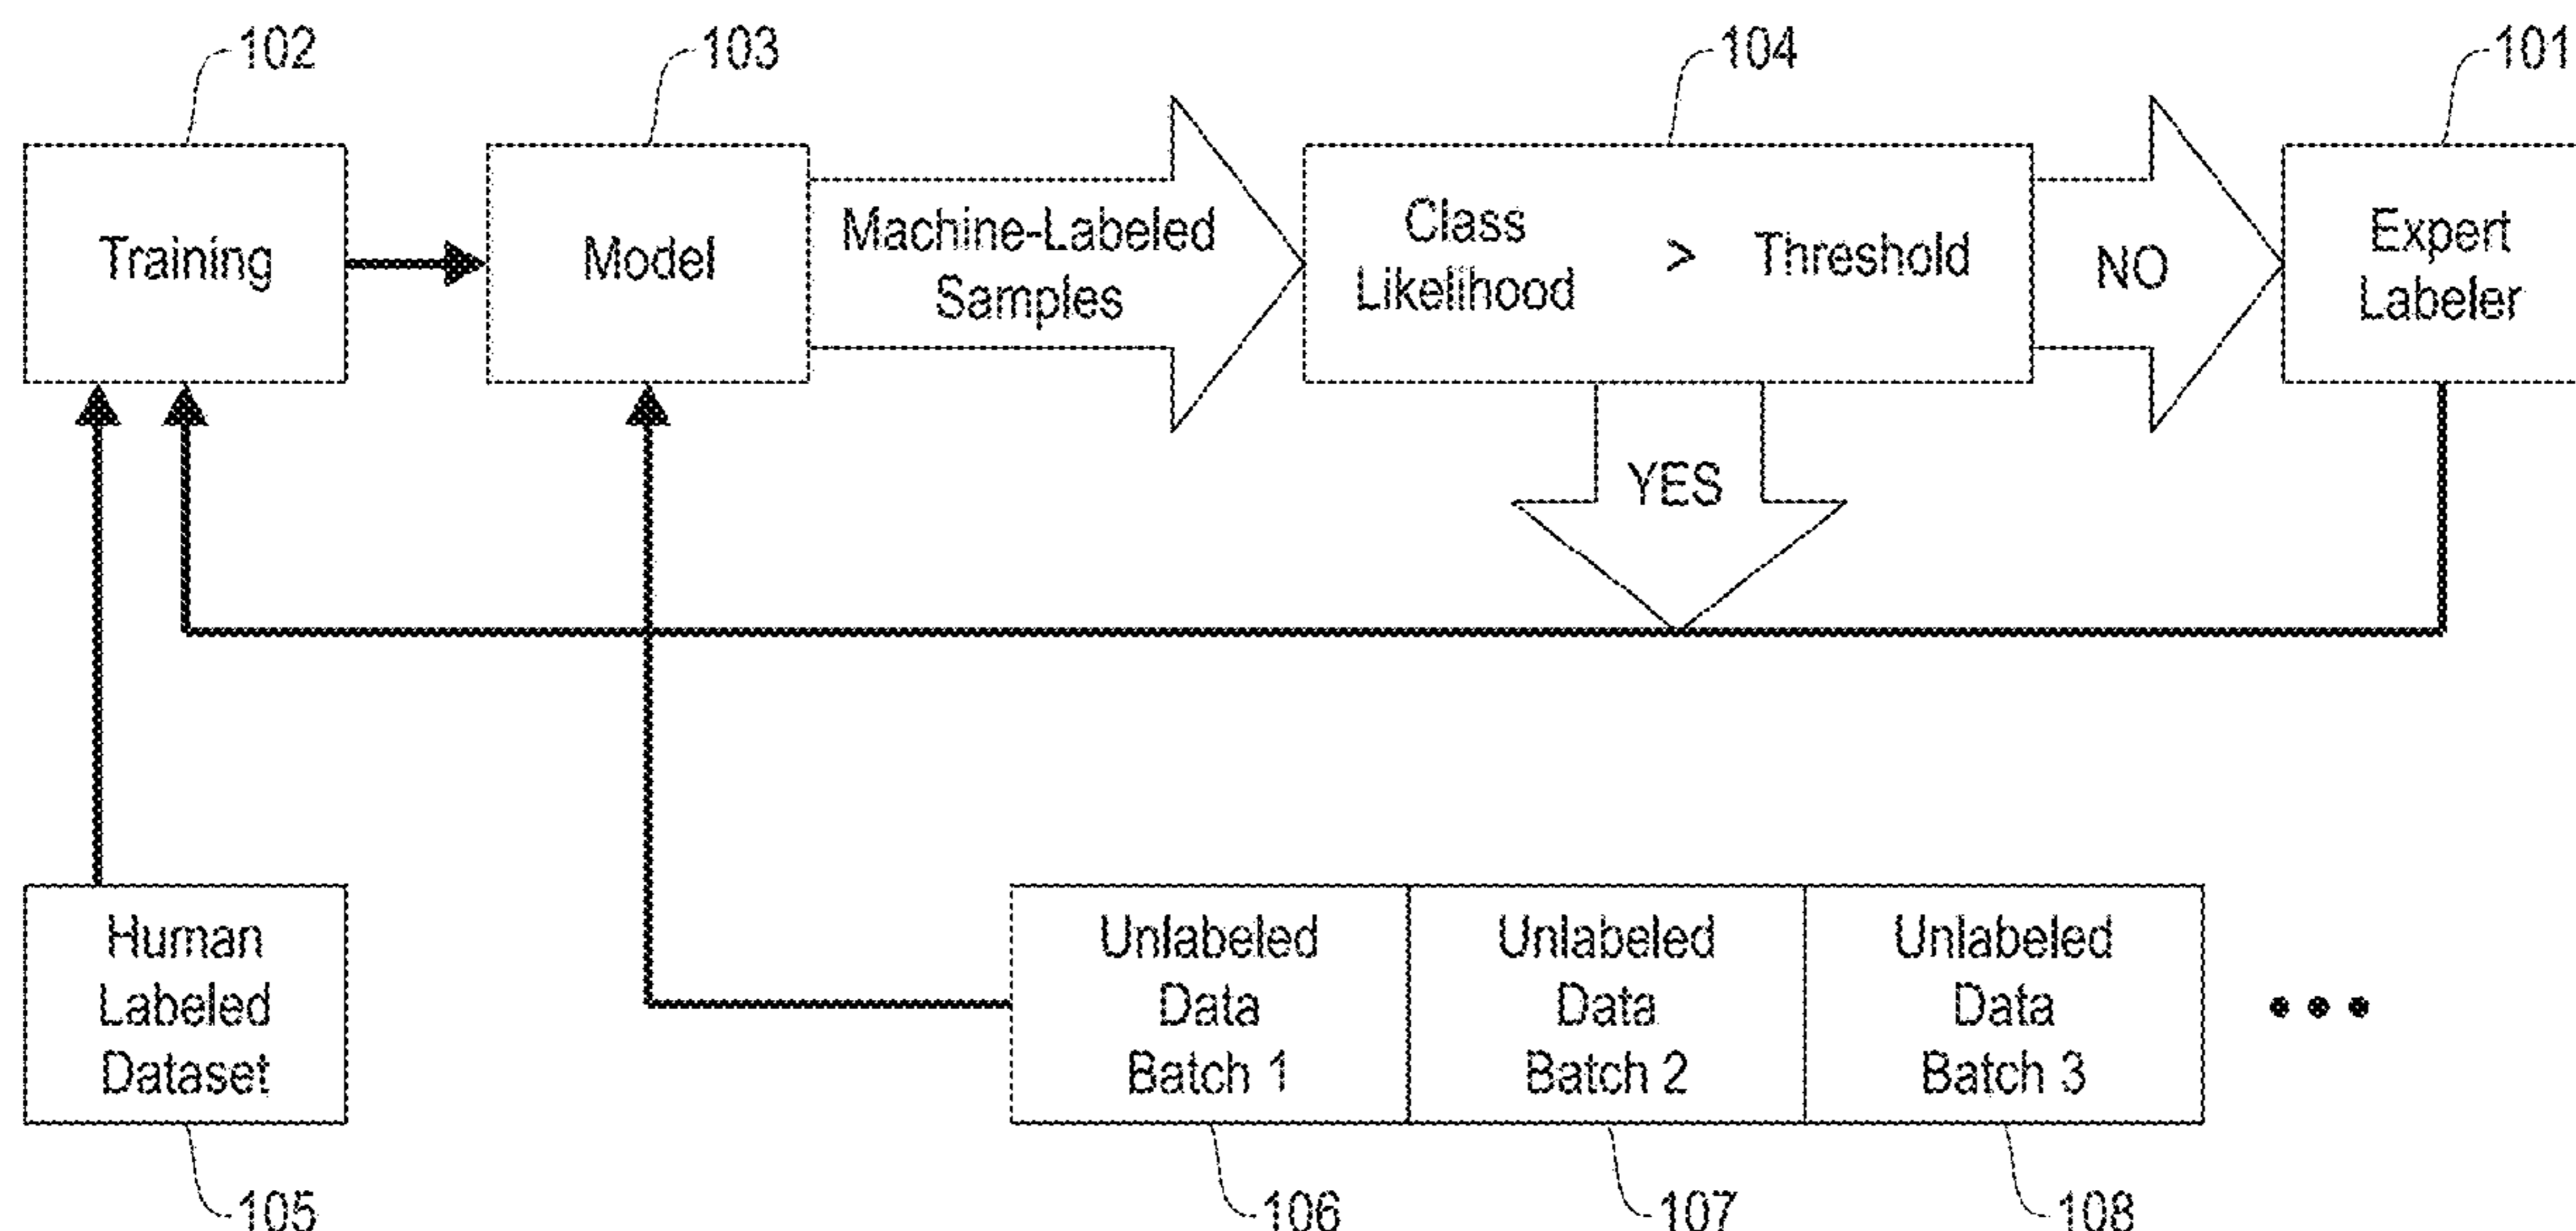 102
103
104
101
Training
Model
Machine-Labeled
Samples
Class
Likelihood
>
Threshold
NO
Expert
Labeler
YES
Human
Labeled
Dataset
Unlabeled
Data
Batch 1
Unlabeled
Data
Batch 2
Unlabeled
Data
Batch 3
105
106
107
108